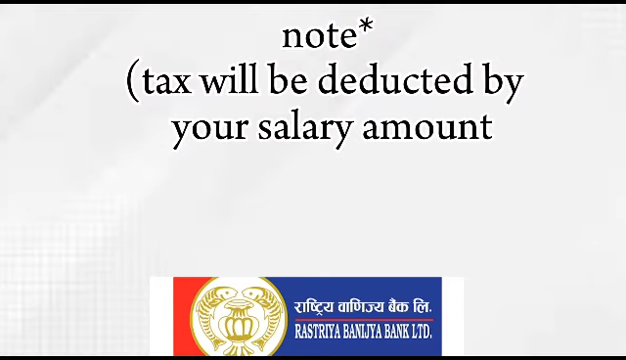 note*
(tax will be deducted by
your salary amount
राष्ट्रिय वाणिज्य बैंक लि.
RASTRIYA BANIJYA BANK LTD.